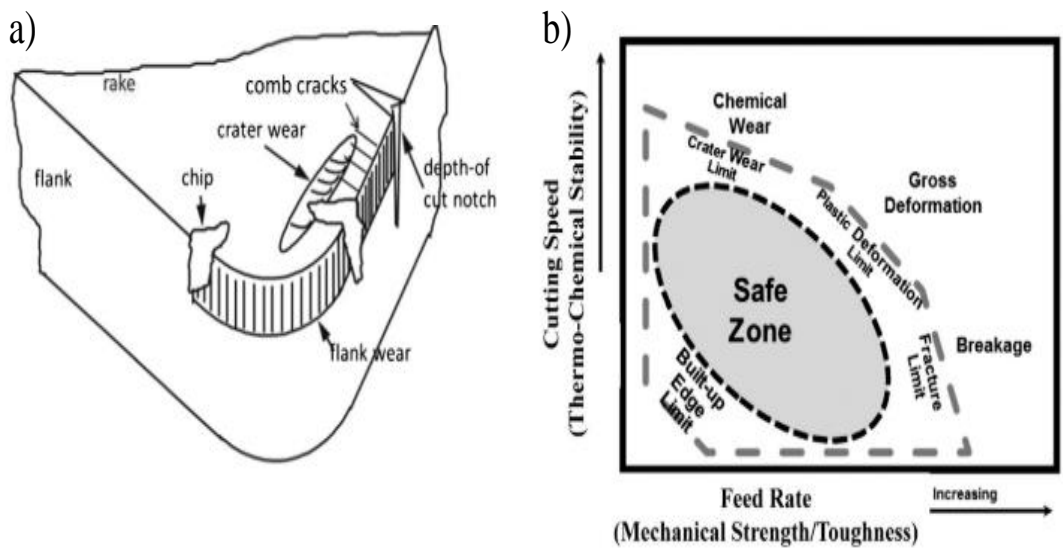 a)
rake
comb cracks
crater wear
flank
chip
depth-of
cut notch
flank wear
b)
Chemical
Wear
Crater Wear
Limit
Gross
Deformation
Plastic Deformation
Limit
Safe
Zone
Breakage
Fracture
Limit
Built-up
Edge
Limit
Cutting Speed
(Thermo-Chemical Stability)
Feed Rate
(Mechanical Strength/Toughness)
Increasing